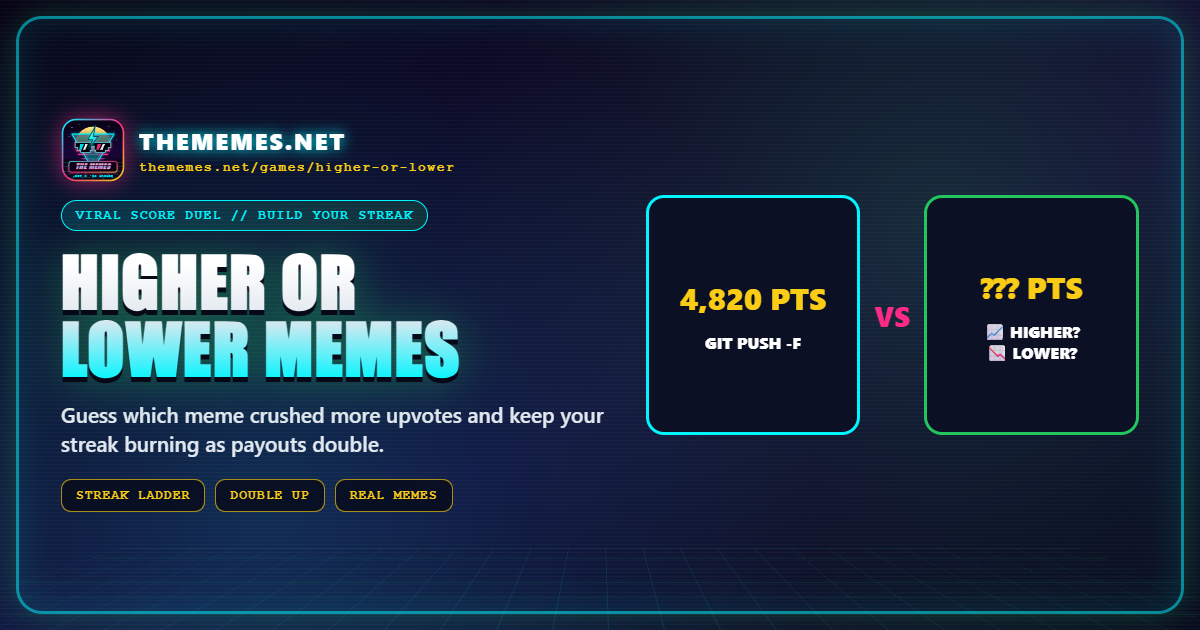 THEMEMES.NET
thememes.net/games/higher-or-lower
VIRAL SCORE DUEL // BUILD YOUR STREAK
HIGHER OR
LOWER MEMES
Guess which meme crushed more upvotes and keep your
streak burning as payouts double.
STREAK LADDER
DOUBLE UP
REAL MEMES
4,820 PTS
GIT PUSH -F
VS
??? PTS
HIGHER?
LOWER?